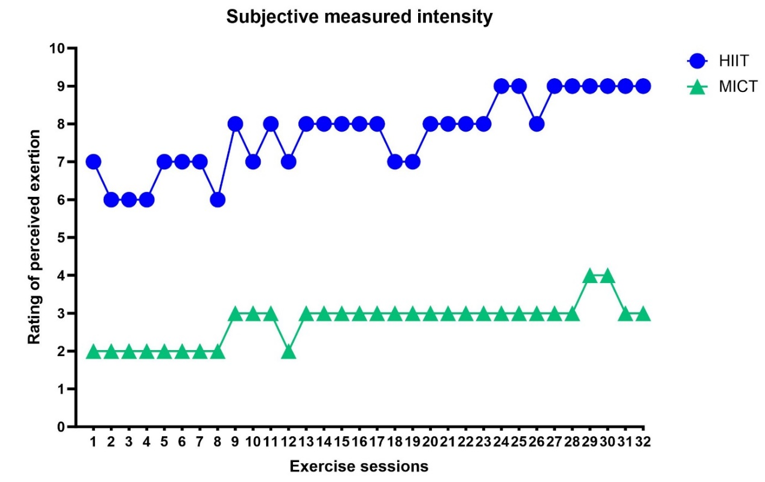 Subjective measured intensity
HIIT
MICT
Rating of perceived exertion
10
9
8
7
6
5
4
3
2
1
0
1 2 3 4 5 6 7 8 9 10 11 12 13 14 15 16 17 18 19 20 21 22 23 24 25 26 27 28 29 30 31 32
Exercise sessions